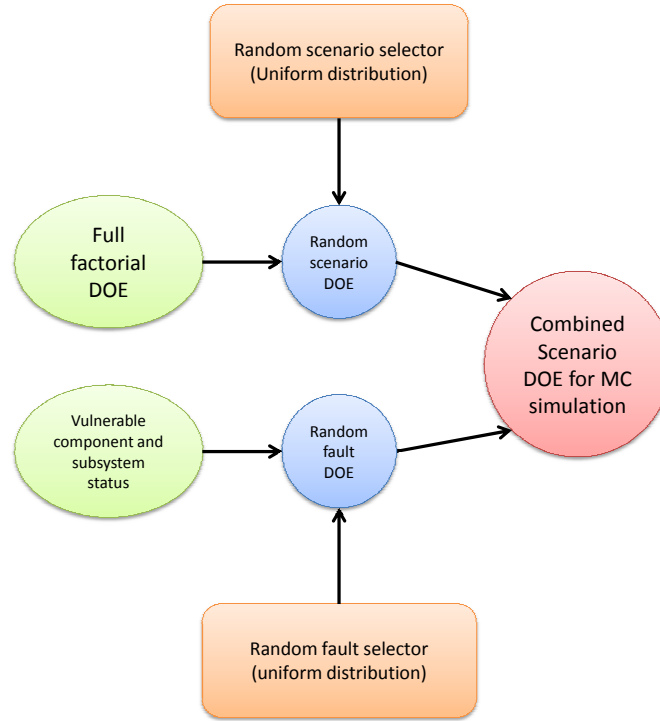 Random scenario selector
(Uniform distribution)
Full
factorial
DOE
Random
scenario
DOE
Combined
Scenario
DOE for MC
simulation
Vulnerable
component and
subsystem
status
Random
fault
DOE
Random fault selector
(uniform distribution)